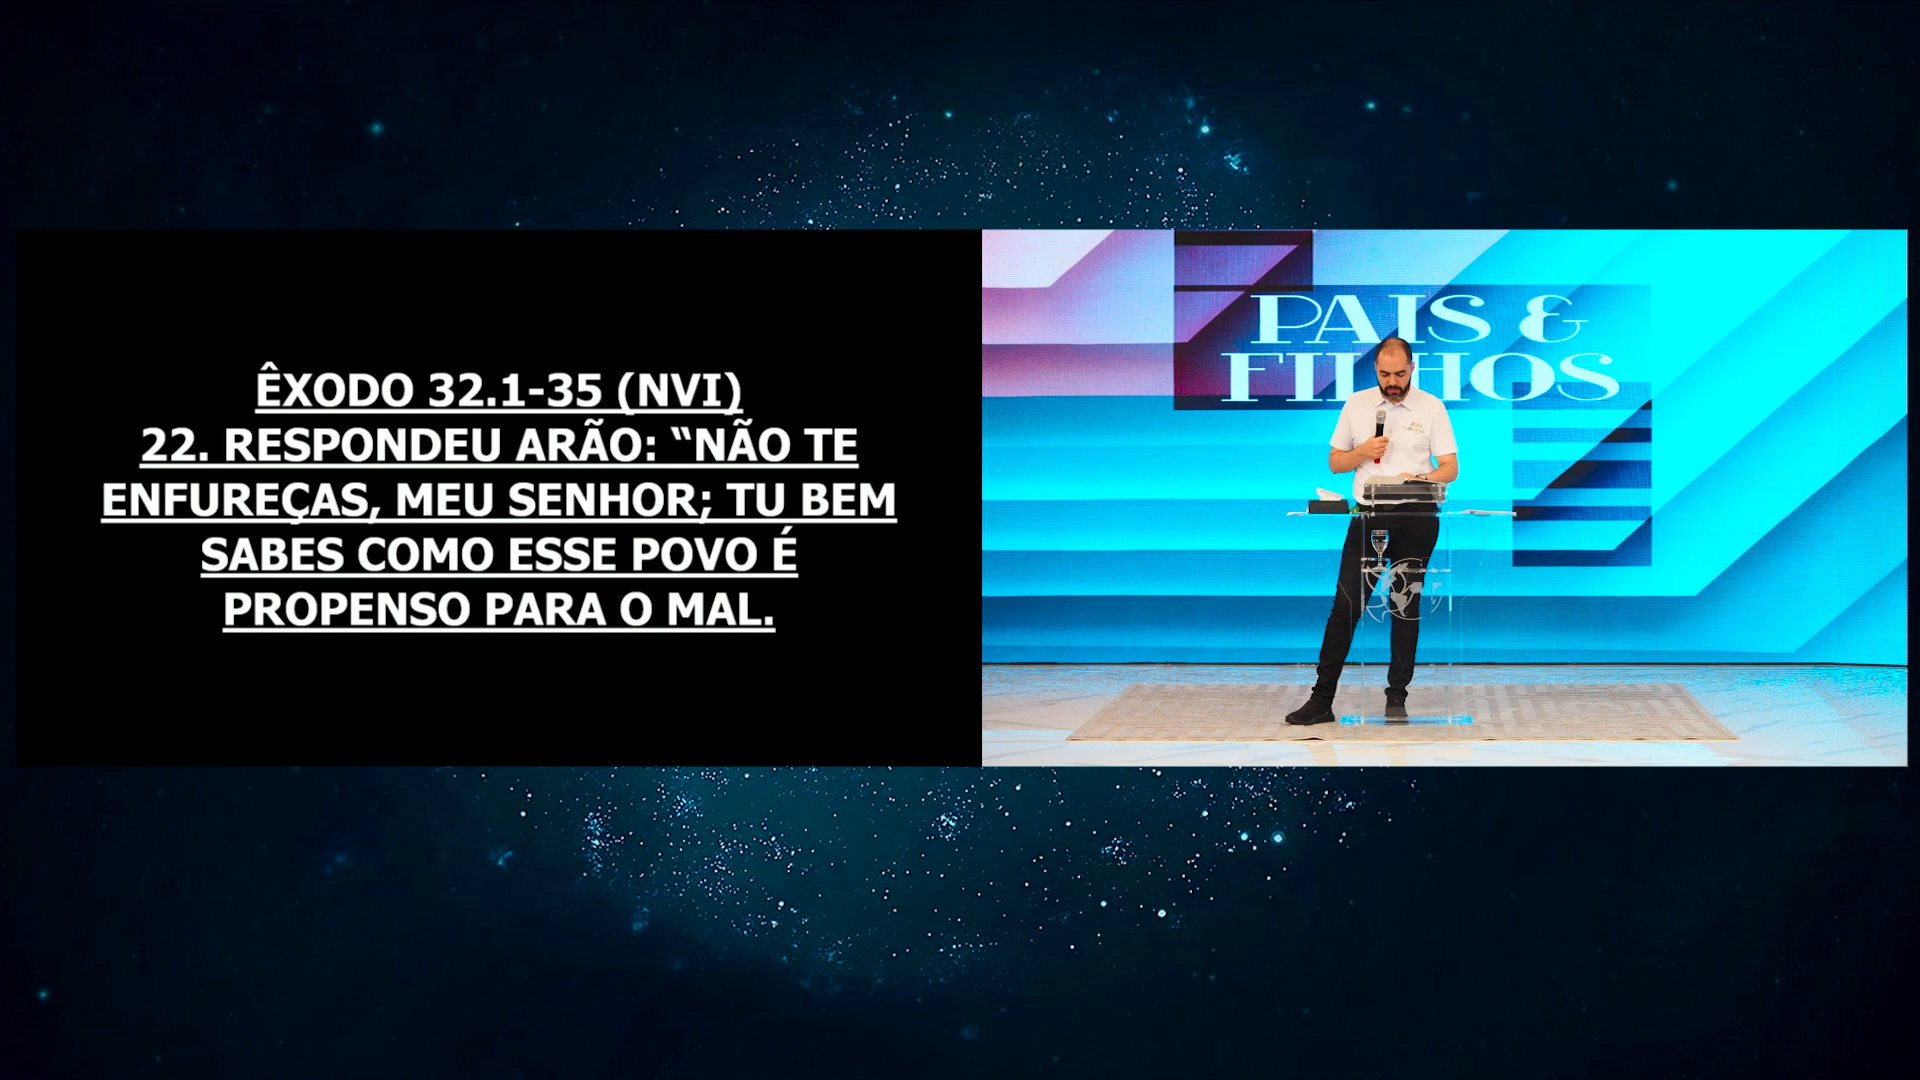 ÊXODO 32.1-35 (NVI)
22. RESPONDEU ARÃO: “NÃO TE
ENFUREÇAS, MEU SENHOR; TU BEM
SABES COMO ESSE POVO É
PROPENSO PARA O MAL.
PAIS &
FILHOS